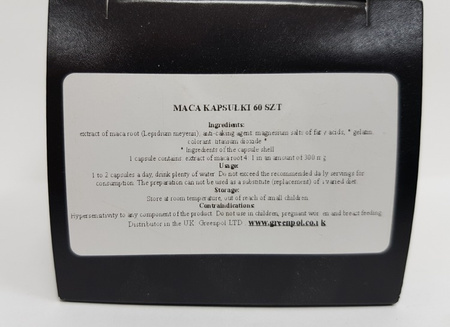 MACA KAPSUŁKI 60 SZT
Ingredients:
extract of maca root (Lepidium meyenii), anti-caking agent: magnesium salts of fatty acids, * gelatin,
colorant: titanium dioxide *
* Ingredients of the capsule shell
1 capsule contains: extract of maca root 4:1 in an amount of 300 mg
Usage:
1 to 2 capsules a day, drink plenty of water. Do not exceed the recommended daily servings for
consumption. The preparation can not be used as a substitute (replacement) of a varied diet.
Storage:
Store at room temperature, out of reach of small children
Contraindications:
Hypersensitivity to any component of the product. Do not use in children, pregnant women and breast feeding.
Distributor in the UK: Greenpol LTD., www.greenpol.co.uk